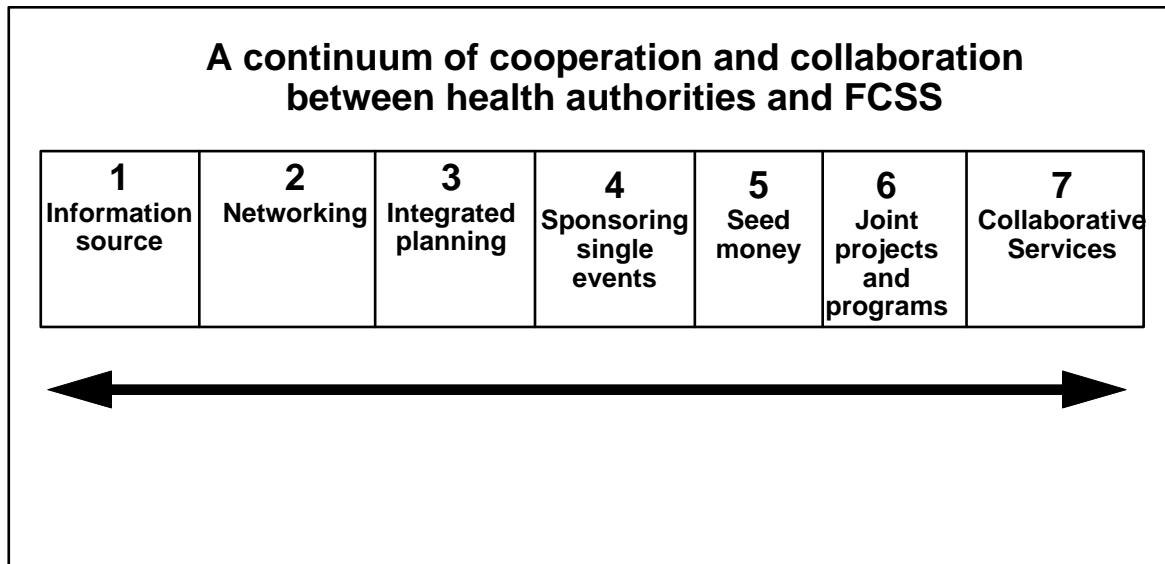 A continuum of cooperation and collaboration
between health authorities and FCSS
1
Information
source
2
Networking
3
Integrated
planning
4
Sponsoring
single
events
5
Seed
money
6
Joint
projects
and
programs
7
Collaborative
Services